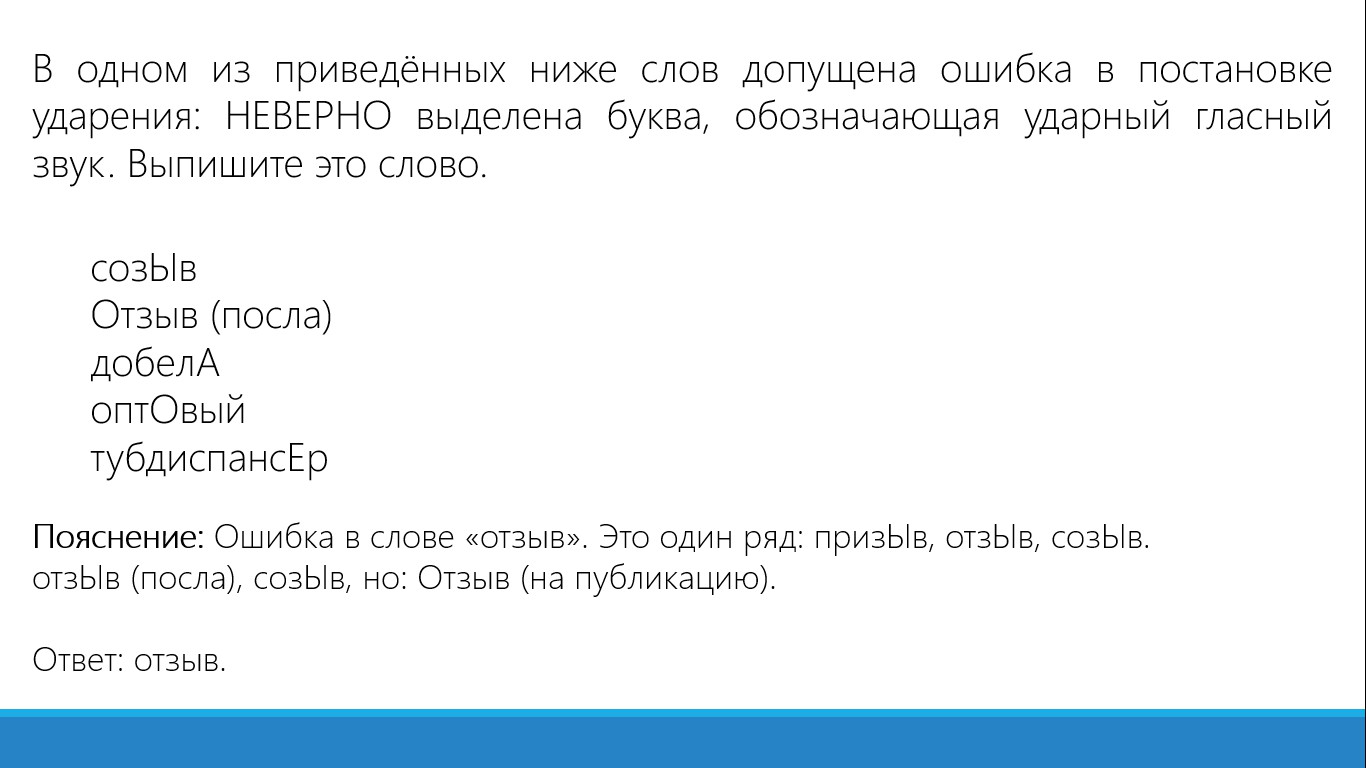 В одном из приведённых ниже слов допущена ошибка в постановке
ударения: НЕВЕРНО выделена буква, обозначающая ударный гласный
звук. Выпишите это слово.
созЫв
Отзыв (посла)
добелА
оптОвый
тубдиспансЕр
Пояснение: Ошибка в слове «отзыв». Это один ряд: призЫв, отзЫв, созЫв.
отзЫв (посла), созЫв, но: Отзыв (на публикацию).
Ответ: отзыв.